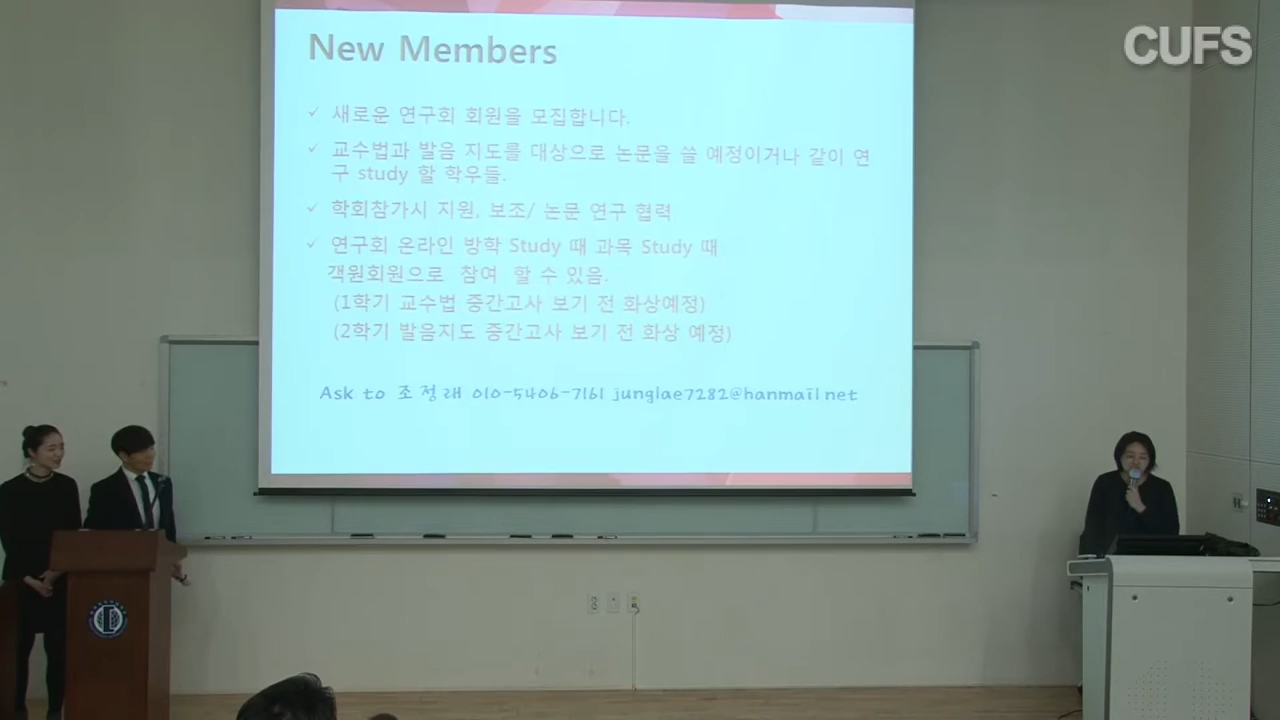 CUFS
New Members
✓ 새로운 연구회 회원을 모집합니다.
✓ 교수법과 발음 지도를 대상으로 논문을 쓸 예정이거나 같이 연
구 study 할 학우들.
✓ 학회참가시 지원, 보조/ 논문 연구 협력
✓ 연구회 온라인 방학 Study 때 과목 Study 때
객원회원으로 참여 할 수 있음.
(1학기 교수법 중간고사 보기 전 화상예정)
(2학기 발음지도 중간고사 보기 전 화상 예정)
Ask to 조정래 010-5406-7161 junglae7282@hanmail.net